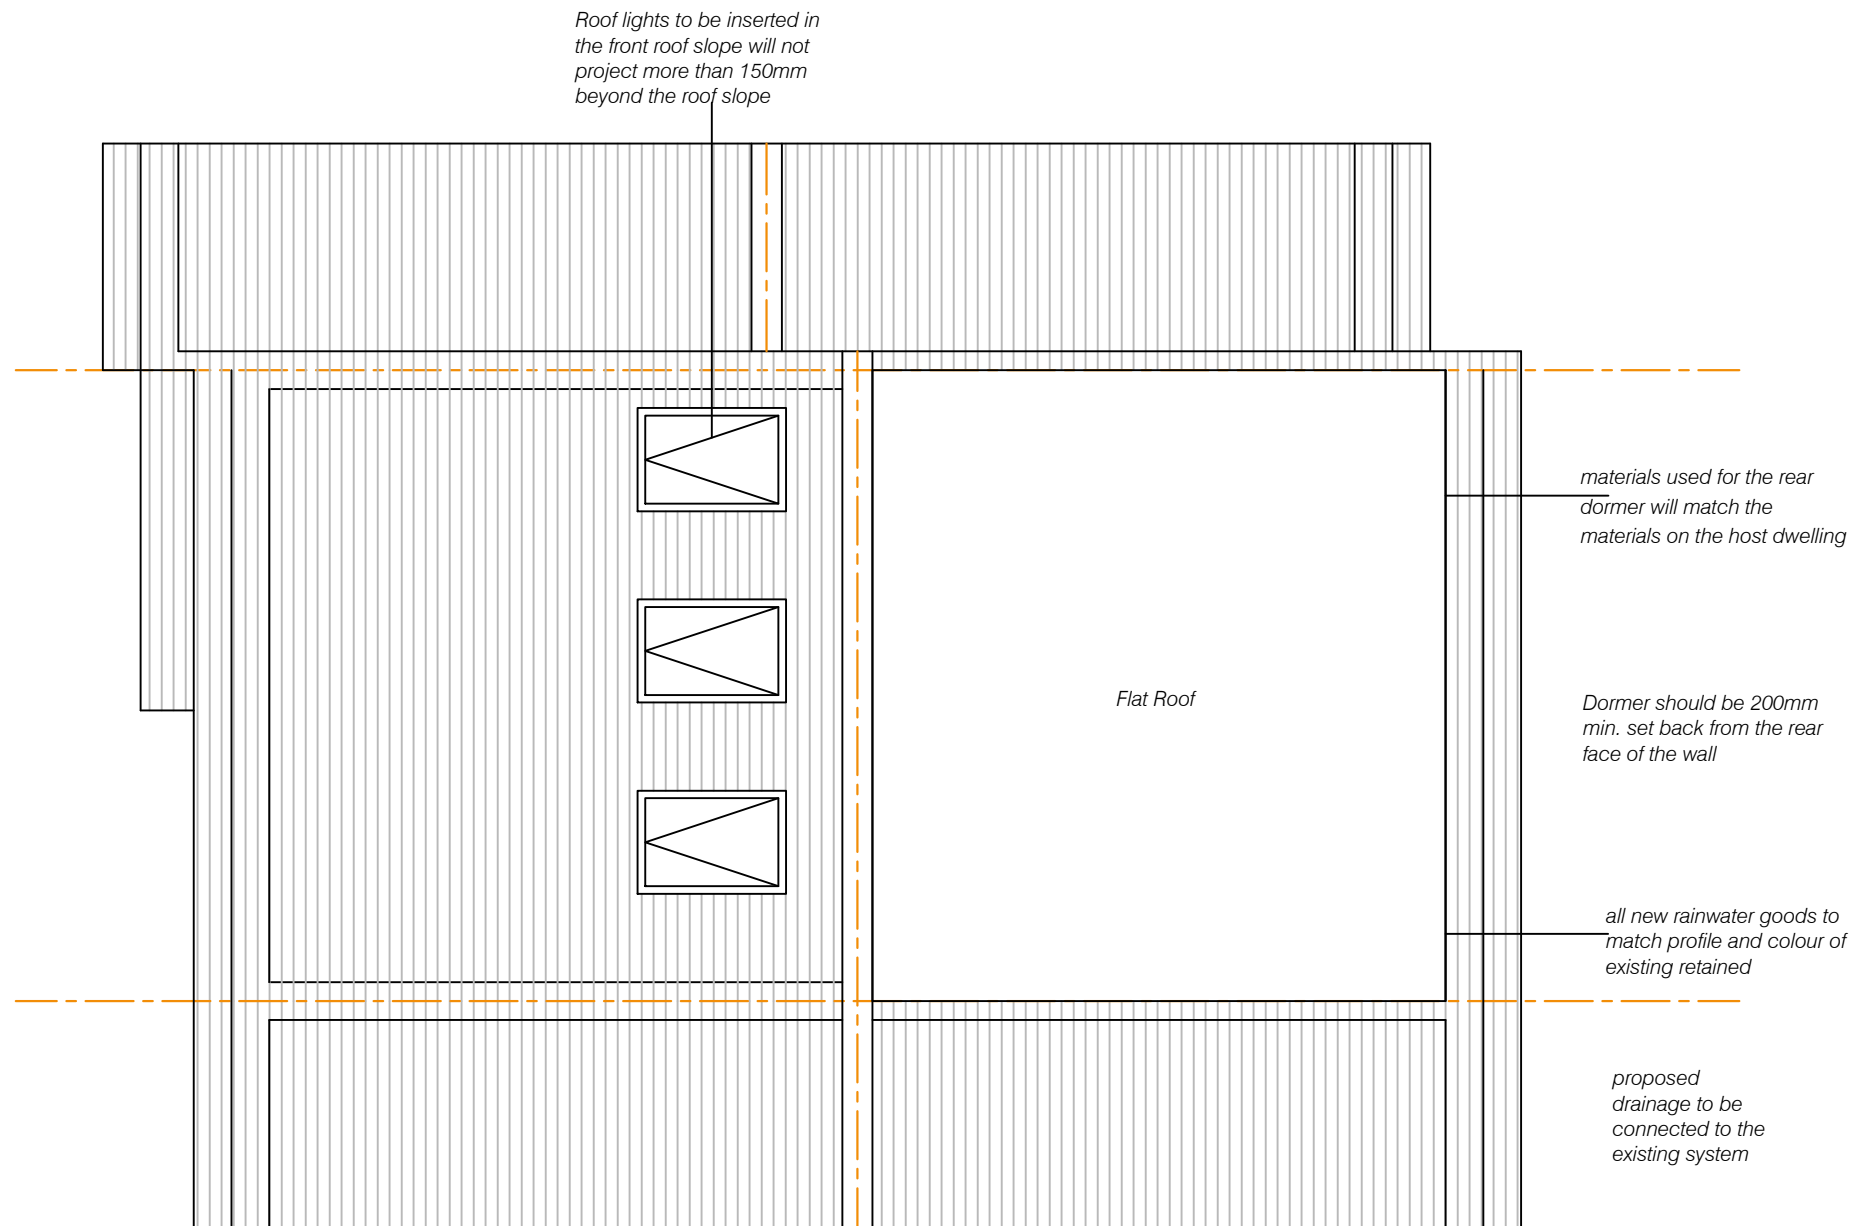 Roof lights to be inserted in
the front roof slope will not
project more than 150mm
beyond the roof slope
materials used for the rear
dormer will match the
materials on the host dwelling
Flat Roof
Dormer should be 200mm
min. set back from the rear
face of the wall
all new rainwater goods to
match profile and colour of
existing retained
proposed
drainage to be
connected to the
existing system